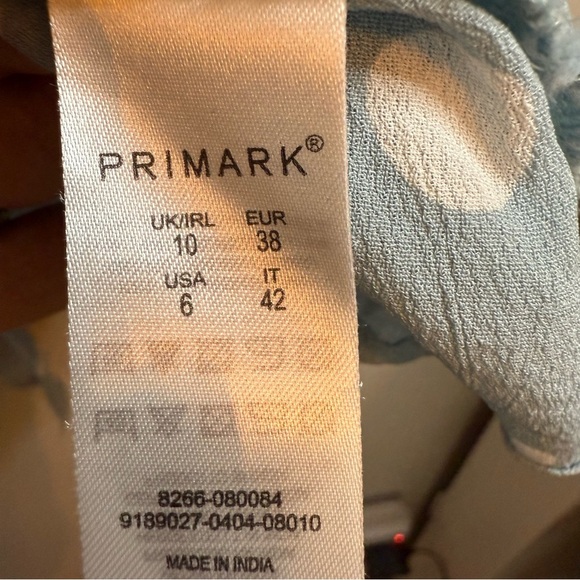 PRIMARK®
UK/IRL EUR
10 38
USA IT
6 42
8266-080084
9189027-0404-08010
MADE IN INDIA